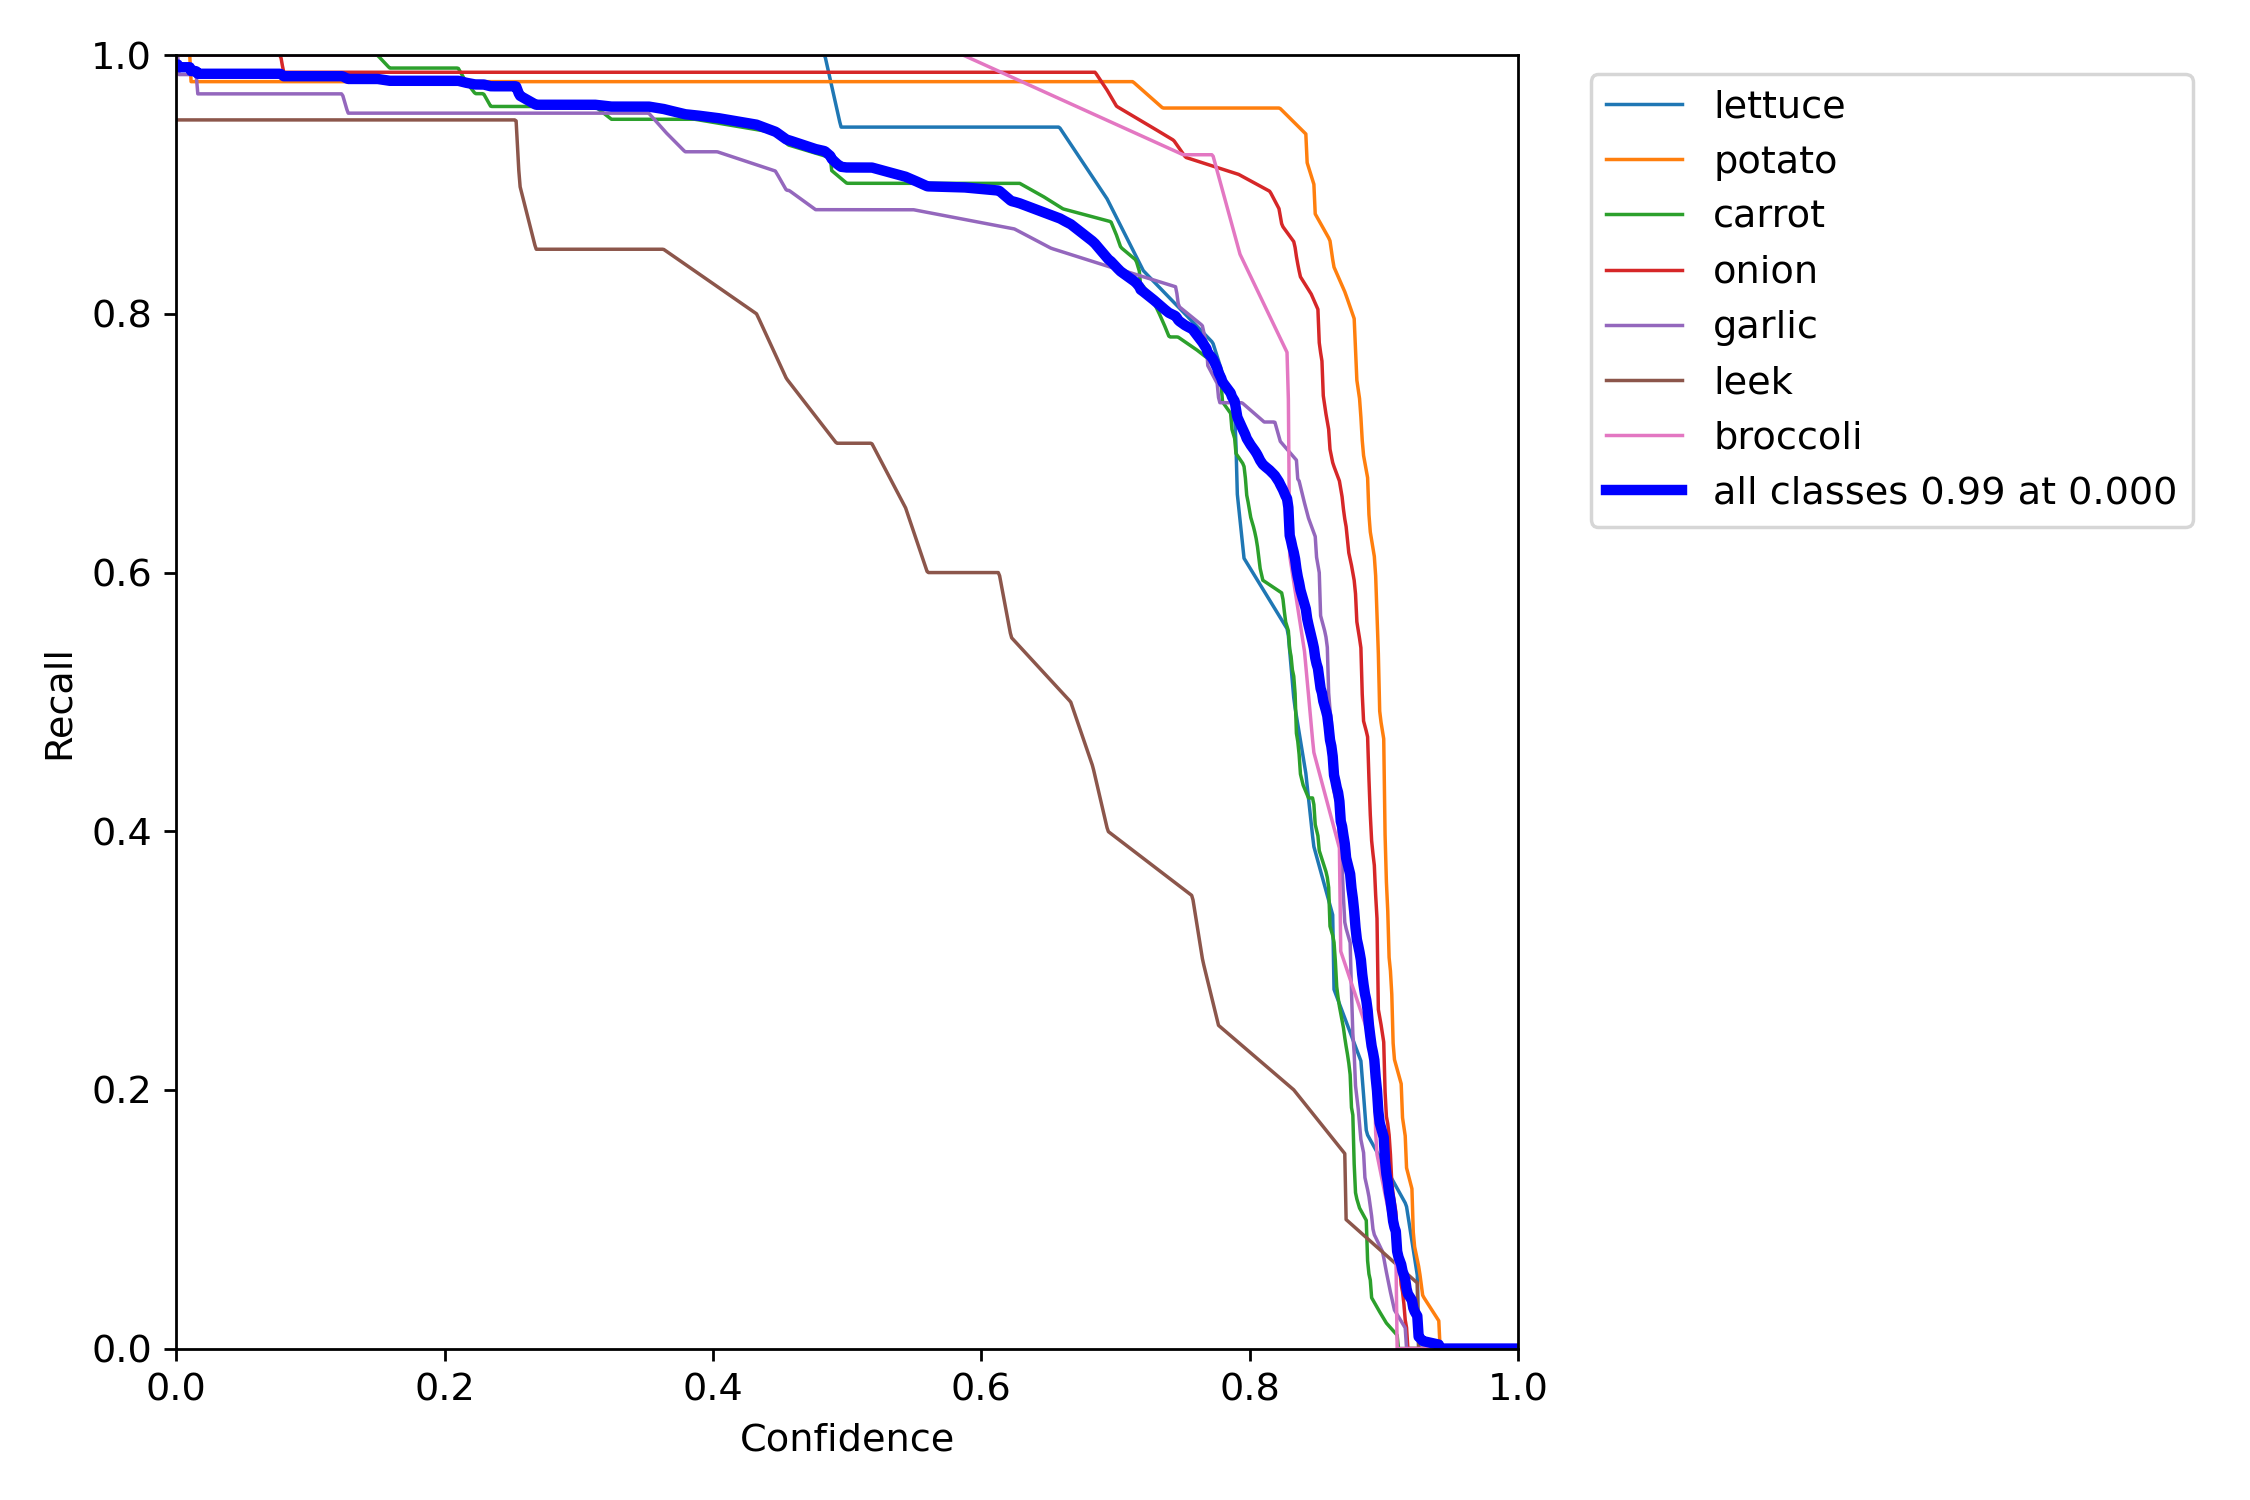 1.0
0.8
0.6
0.4
0.2
0.0
Recall
0.0 0.2 0.4 0.6 0.8 1.0
Confidence
lettuce
potato
carrot
onion
garlic
leek
broccoli
all classes 0.99 at 0.000